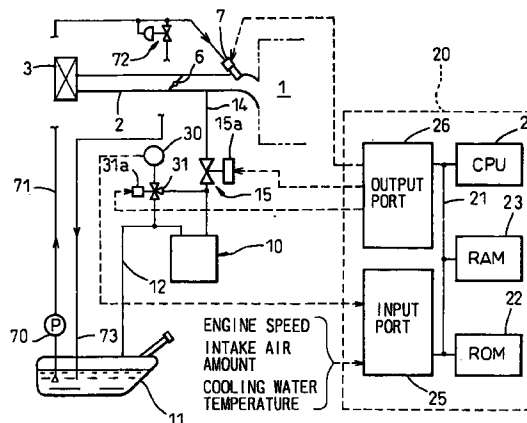 7
72
3
6
20
1
2
14
30
15a
26
2
31a
31
CPU
71
OUTPUT
PORT
21
23
15
10
RAM
12
22
70
P
73
INPUT
PORT
ROM
ENGINE SPEED
INTAKE AIR
AMOUNT
COOLING WATER
TEMPERATURE
25
11